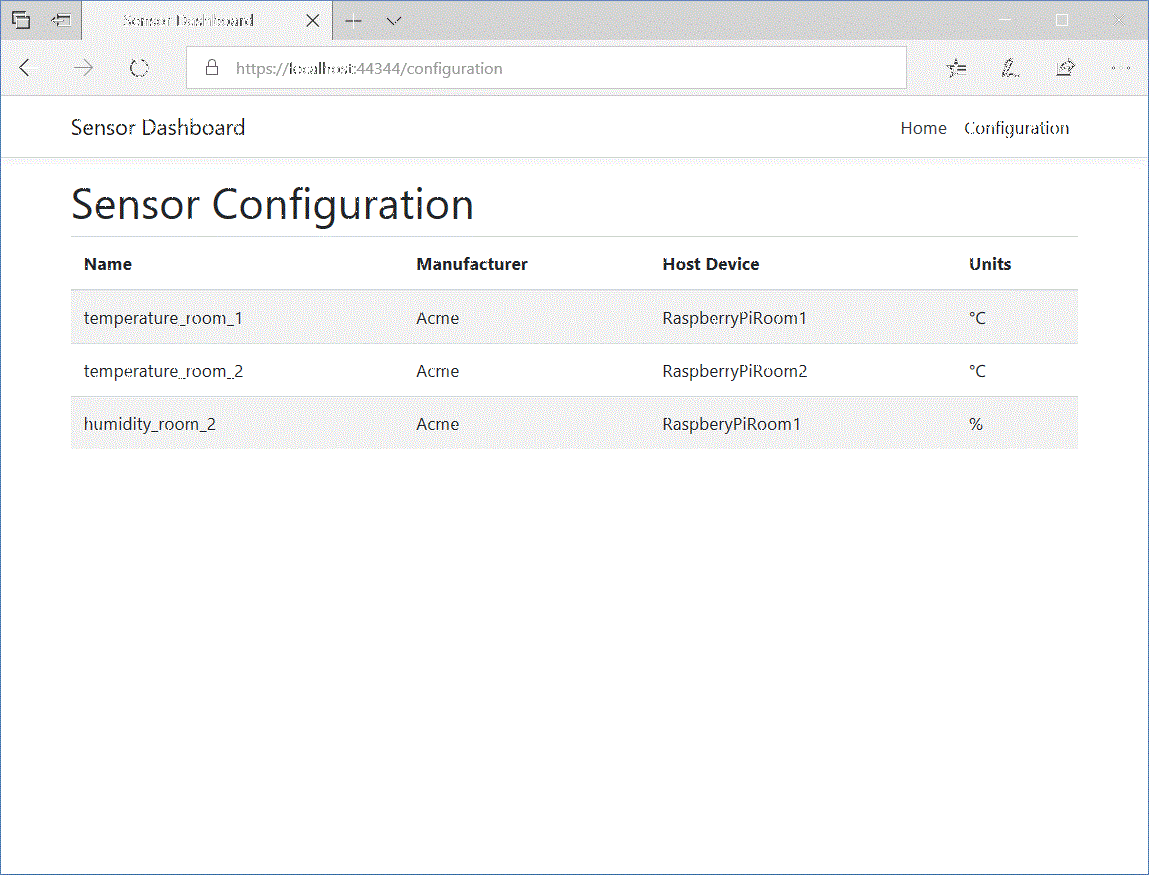 Sensor Dashboard
https://localhost:44344/configuration
Sensor Dashboard Home Configuration
Sensor Configuration
Name Manufacturer Host Device Units
temperature_room_1 Acme RaspberryPiRoom1 °C
temperature_room_2 Acme RaspberryPiRoom2 °C
humidity_room_2 Acme RaspberyPiRoom1 %